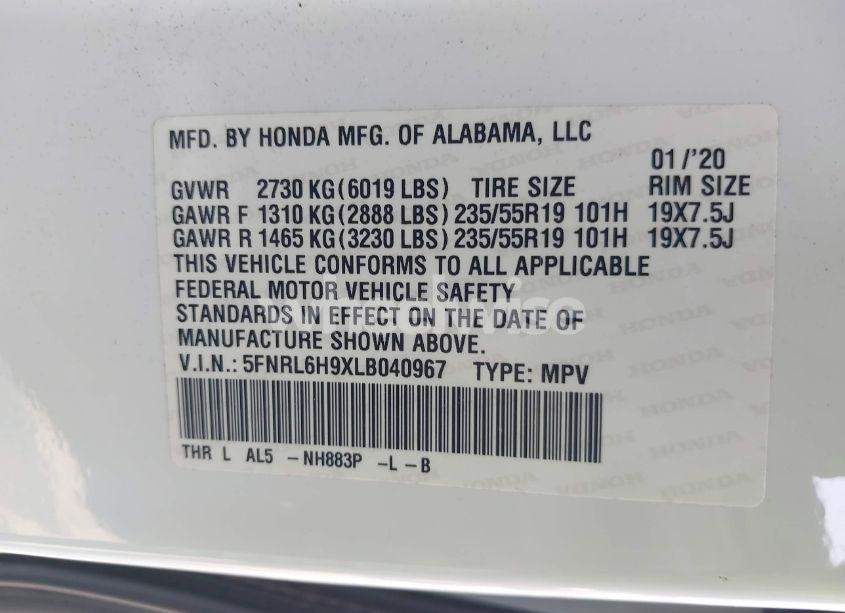 MFD. BY HONDA MFG. OF ALABAMA, LLC
01/'20
GVWR 2730 KG(6019 LBS) TIRE SIZE RIM SIZE
GAWR F 1310 KG(2888 LBS) 235/55R19 101H 19X7.5J
GAWR R 1465 KG(3230 LBS) 235/55R19 101H 19X7.5J
THIS VEHICLE CONFORMS TO ALL APPLICABLE
FEDERAL MOTOR VEHICLE SAFETY
STANDARDS IN EFFECT ON THE DATE OF
MANUFACTURE SHOWN ABOVE.
V.I.N.: 5FNRL6H9XLB040967 TYPE: MPV
THR L AL5 -NH883P -L-B